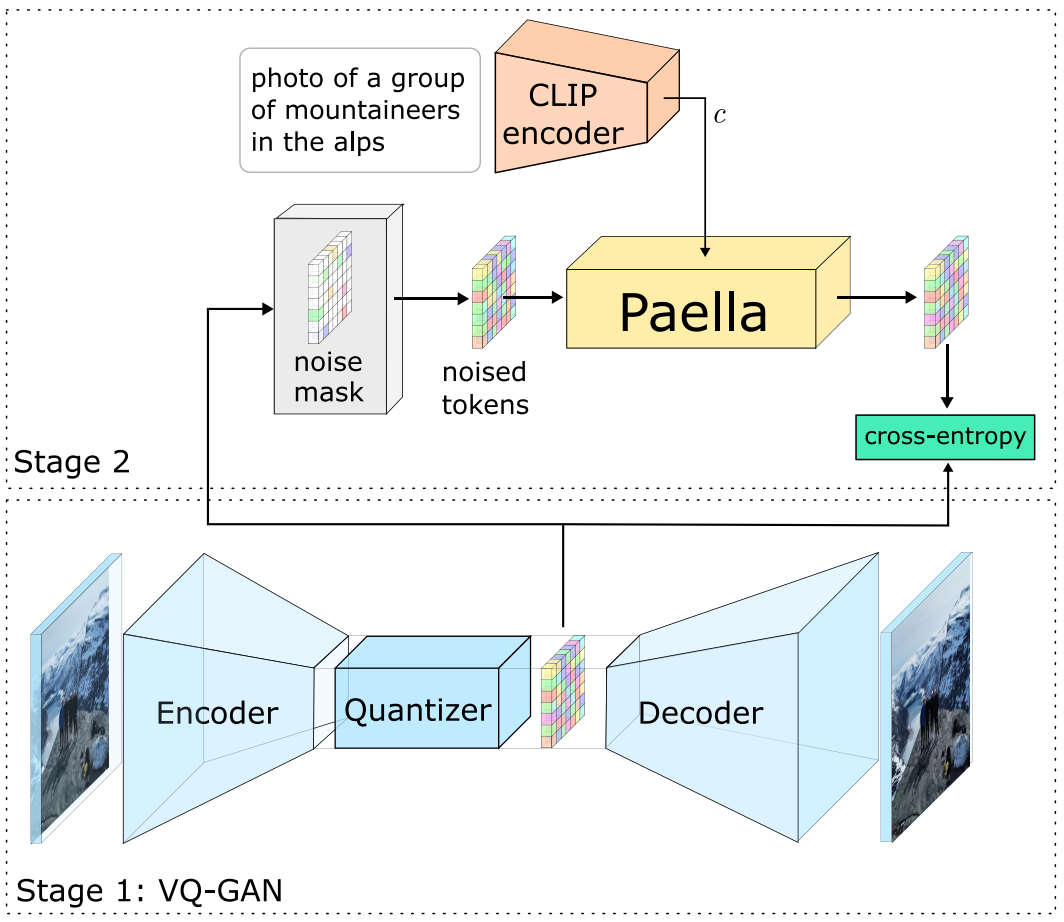 photo of a group
of mountaineers
in the alps
CLIP
encoder
c
noise
mask
noised
tokens
Paella
cross-entropy
Stage 2
Encoder
Quantizer
Decoder
Stage 1: VQ-GAN